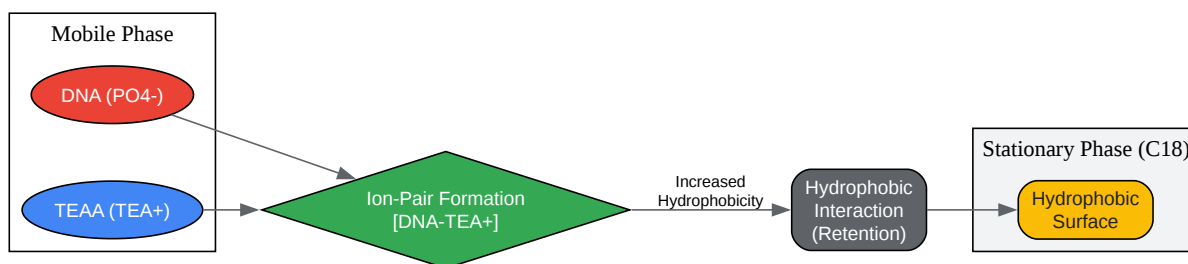 Mobile Phase
DNA (PO4-)
TEAA (TEA+)
Ion-Pair Formation
[DNA-TEA+]
Increased
Hydrophobicity
Hydrophobic
Interaction
(Retention)
Stationary Phase (C18)
Hydrophobic
Surface